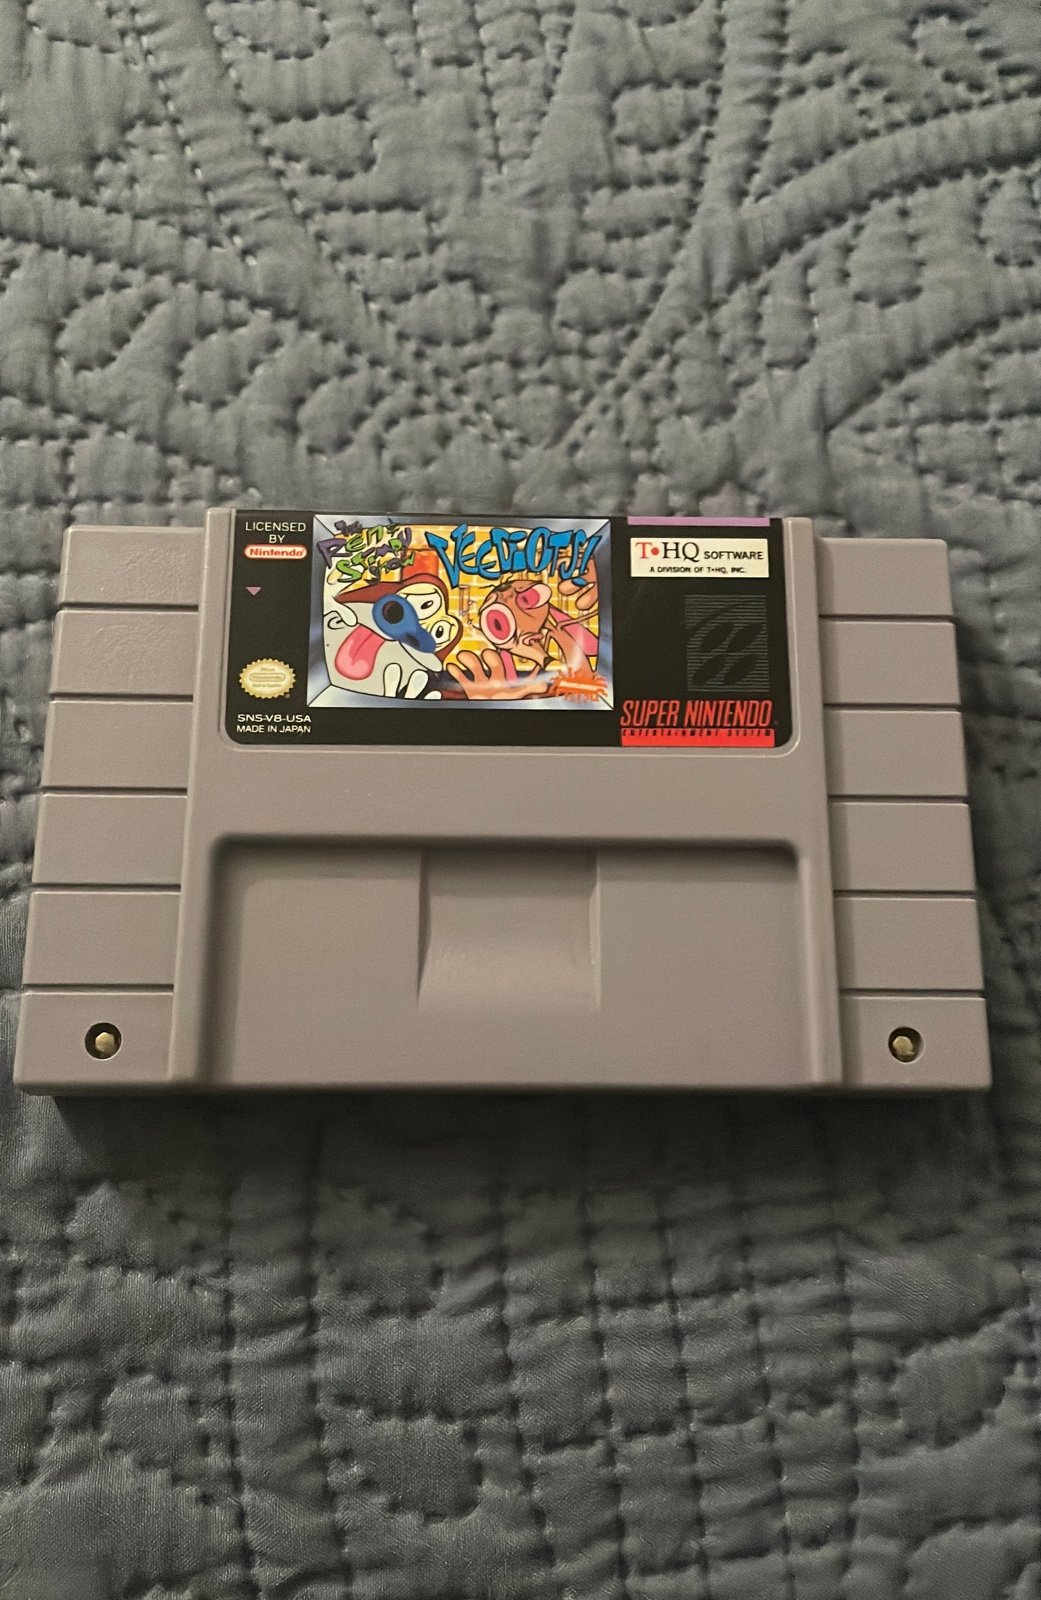 LICENSED
BY
Nintendo
The
Ren &
Stimpy
Show
VEEDIOTS!
T•HQ SOFTWARE
A DIVISION OF T•HQ, INC.
SNS-V8-USA
MADE IN JAPAN
SUPER NINTENDO
ENTERTAINMENT SYSTEM